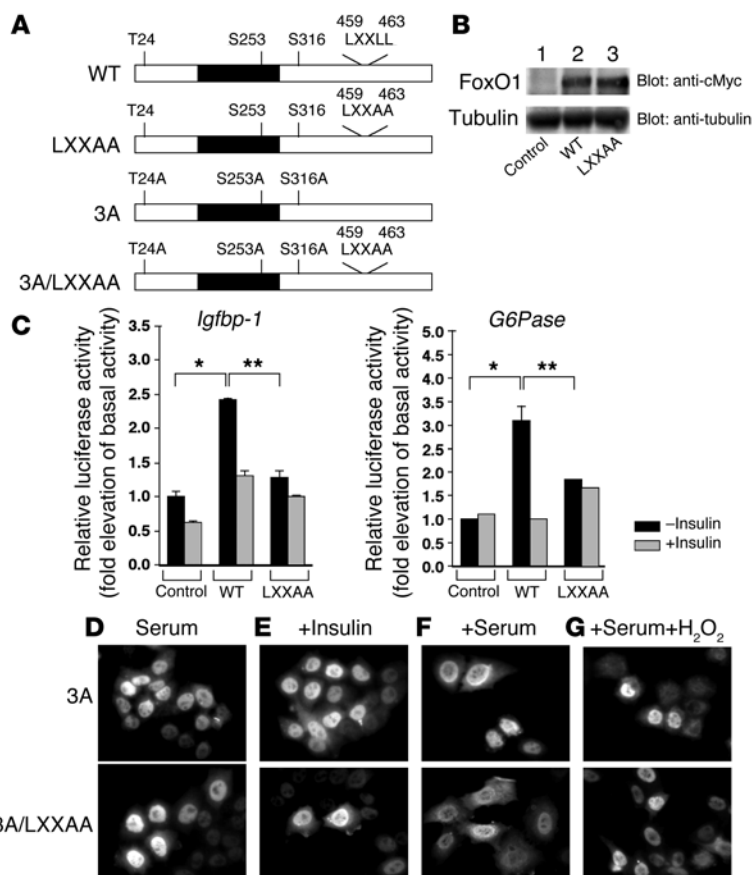 A
459 463
T24 S253 S316 LXXLL
WT
459 463
T24 S253 S316 LXXAA
LXXAA
T24A S253A S316A
3A
459 463
T24A S253A S316A LXXAA
3A/LXXAA
B
1 2 3
FoxO1 Blot: anti-cMyc
Tubulin Blot: anti-tubulin
Control WT LXXAA
C
Igfbp-1
Relative luciferase activity
(fold elevation of basal activity)
3.5
3.0
2.5
2.0
1.5
1.0
0.5
0.0
* **
Control WT LXXAA
G6Pase
Relative luciferase activity
(fold elevation of basal activity)
5.0
4.5
4.0
3.5
3.0
2.5
2.0
1.5
1.0
0.5
0.0
* **
Control WT LXXAA
–Insulin
+Insulin
D Serum E +Insulin F +Serum G +Serum+H₂O₂
3A
3A/LXXAA